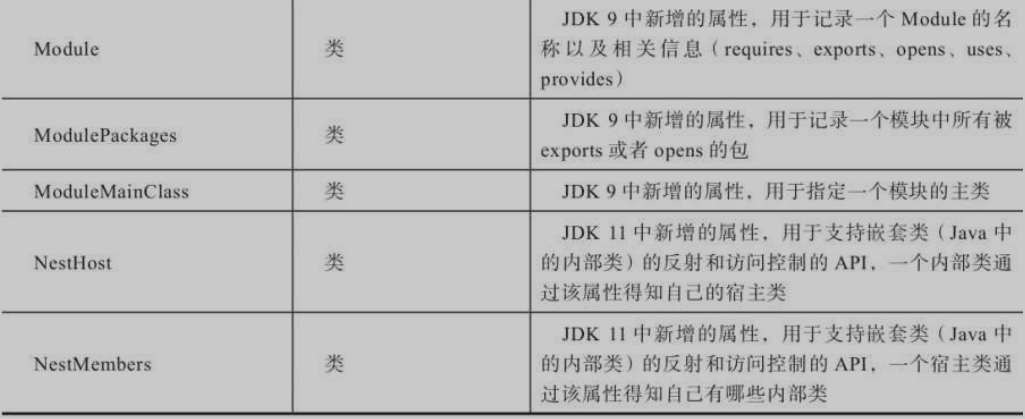 Module 类 JDK 9 中新增的属性，用于记录一个 Module 的名
称以及相关信息（requires、exports、opens、uses、
provides）
ModulePackages 类 JDK 9 中新增的属性，用于记录一个模块中所有被
exports 或者 opens 的包
ModuleMainClass 类 JDK 9 中新增的属性，用于指定一个模块的主类
NestHost 类 JDK 11 中新增的属性，用于支持嵌套类（Java 中
的内部类）的反射和访问控制的 API，一个内部类通
过该属性得知自己的宿主类
NestMembers 类 JDK 11 中新增的属性，用于支持嵌套类（Java 中
的内部类）的反射和访问控制的 API，一个宿主类通
过该属性得知自己有哪些内部类